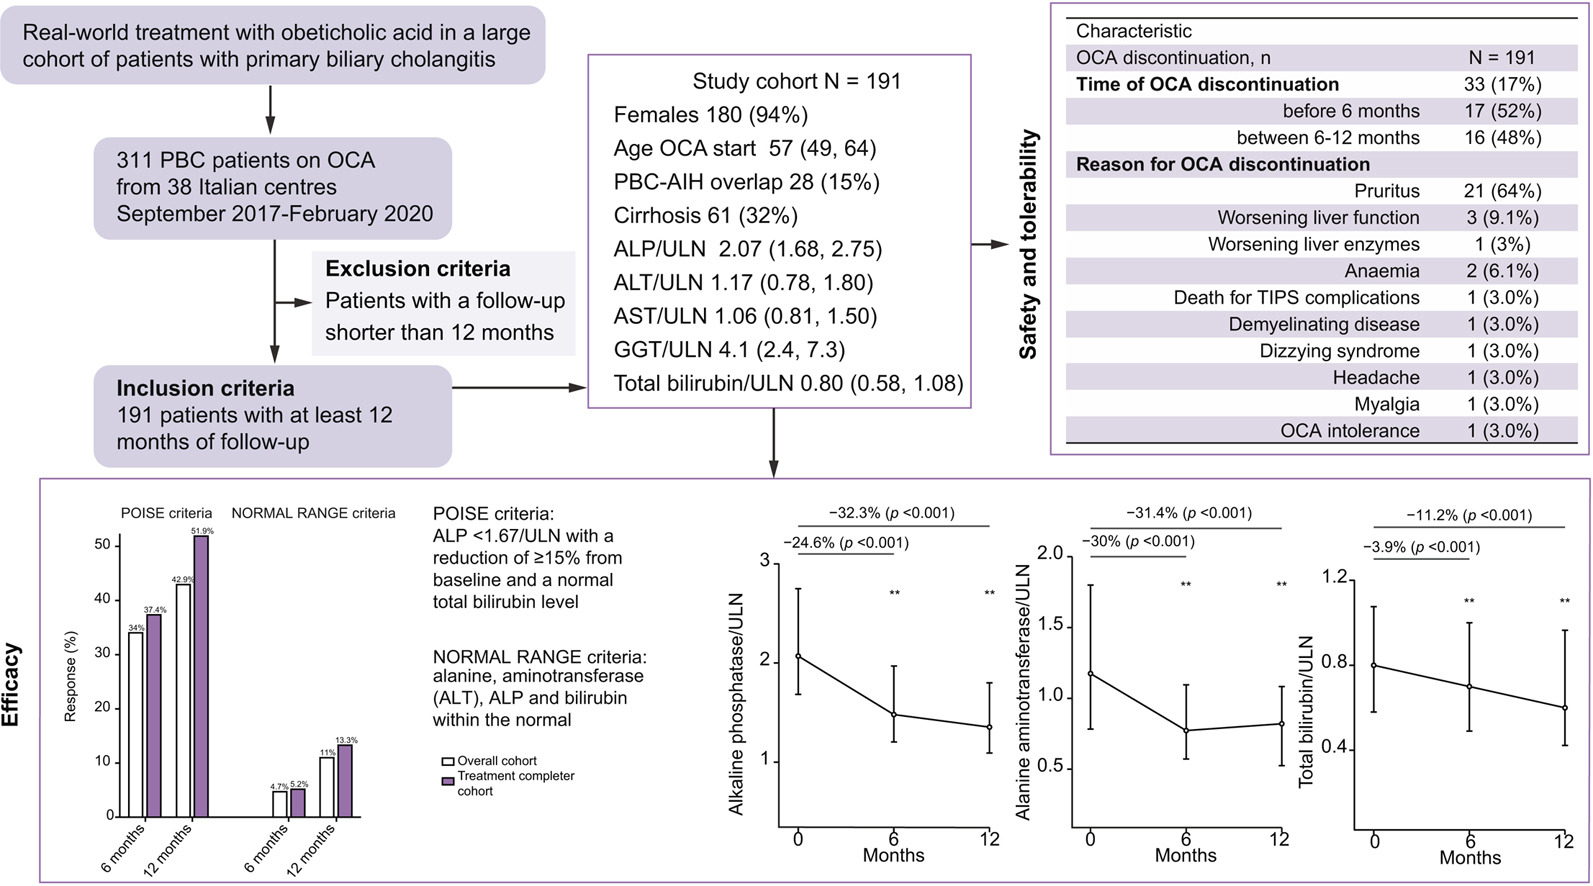 Real-world treatment with obeticholic acid in a large
cohort of patients with primary biliary cholangitis
311 PBC patients on OCA
from 38 Italian centres
September 2017-February 2020
Exclusion criteria
Patients with a follow-up
shorter than 12 months
Inclusion criteria
191 patients with at least 12
months of follow-up
Study cohort N = 191
Females 180 (94%)
Age OCA start 57 (49, 64)
PBC-AIH overlap 28 (15%)
Cirrhosis 61 (32%)
ALP/ULN 2.07 (1.68, 2.75)
ALT/ULN 1.17 (0.78, 1.80)
AST/ULN 1.06 (0.81, 1.50)
GGT/ULN 4.1 (2.4, 7.3)
Total bilirubin/ULN 0.80 (0.58, 1.08)
Safety and tolerability
Characteristic
OCA discontinuation, n N = 191
Time of OCA discontinuation 33 (17%)
before 6 months 17 (52%)
between 6-12 months 16 (48%)
Reason for OCA discontinuation
Pruritus 21 (64%)
Worsening liver function 3 (9.1%)
Worsening liver enzymes 1 (3%)
Anaemia 2 (6.1%)
Death for TIPS complications 1 (3.0%)
Demyelinating disease 1 (3.0%)
Dizzying syndrome 1 (3.0%)
Headache 1 (3.0%)
Myalgia 1 (3.0%)
OCA intolerance 1 (3.0%)
Efficacy
POISE criteria NORMAL RANGE criteria
Response (%)
50
40
30
20
10
0
34%
37.4%
42.9%
51.9%
4.7%
5.2%
11%
13.3%
6 months
12 months
6 months
12 months
POISE criteria:
ALP <1.67/ULN with a
reduction of ≥15% from
baseline and a normal
total bilirubin level
NORMAL RANGE criteria:
alanine, aminotransferase
(ALT), ALP and bilirubin
within the normal
Overall cohort
Treatment completer
cohort
−32.3% (p <0.001)
−24.6% (p <0.001)
Alkaline phosphatase/ULN
3
2
1
** **
0 6 12
Months
−31.4% (p <0.001)
−30% (p <0.001)
Alanine aminotransferase/ULN
2.0
1.5
1.0
0.5
** **
0 6 12
Months
−11.2% (p <0.001)
−3.9% (p <0.001)
Total bilirubin/ULN
1.2
0.8
0.4
** **
0 6 12
Months